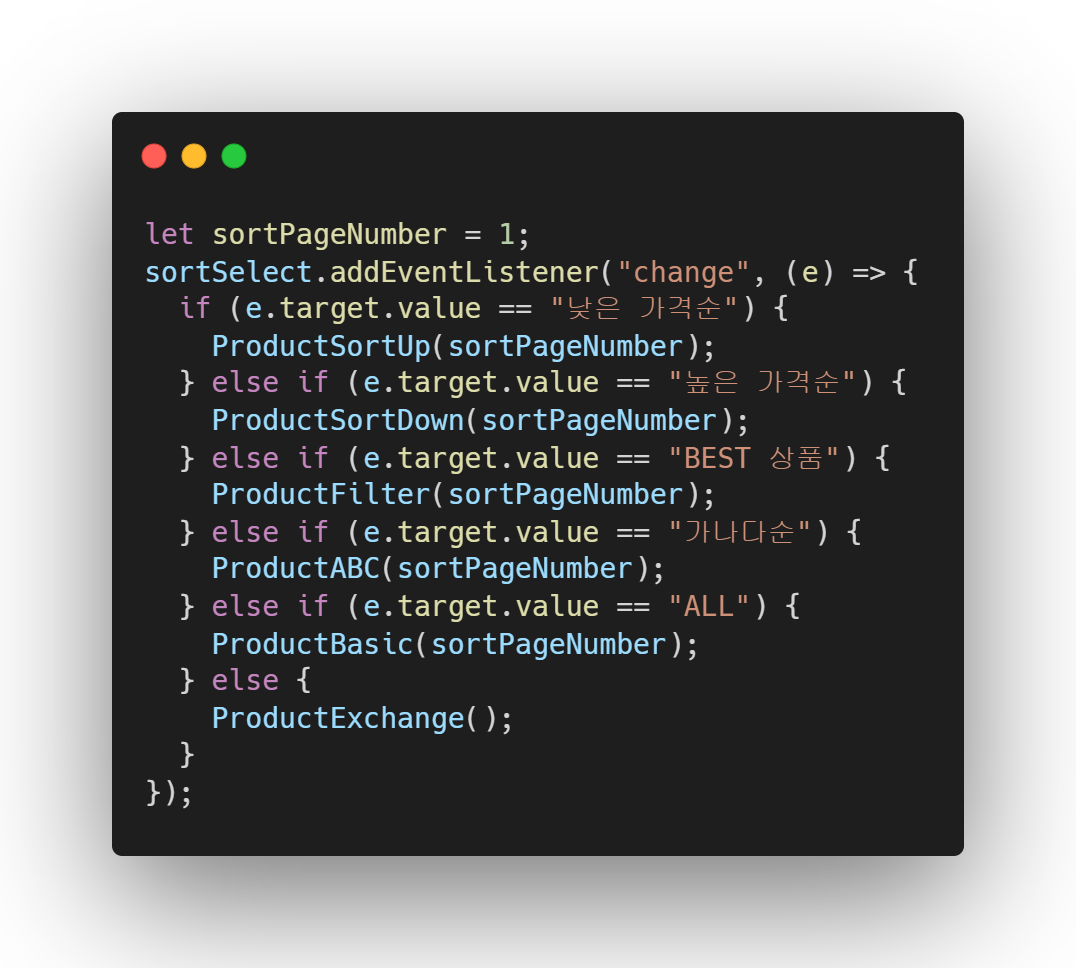 let sortPageNumber = 1;
sortSelect.addEventListener("change", (e) => {
  if (e.target.value == "낮은 가격순") {
    ProductSortUp(sortPageNumber);
  } else if (e.target.value == "높은 가격순") {
    ProductSortDown(sortPageNumber);
  } else if (e.target.value == "BEST 상품") {
    ProductFilter(sortPageNumber);
  } else if (e.target.value == "가나다순") {
    ProductABC(sortPageNumber);
  } else if (e.target.value == "ALL") {
    ProductBasic(sortPageNumber);
  } else {
    ProductExchange();
  }
});